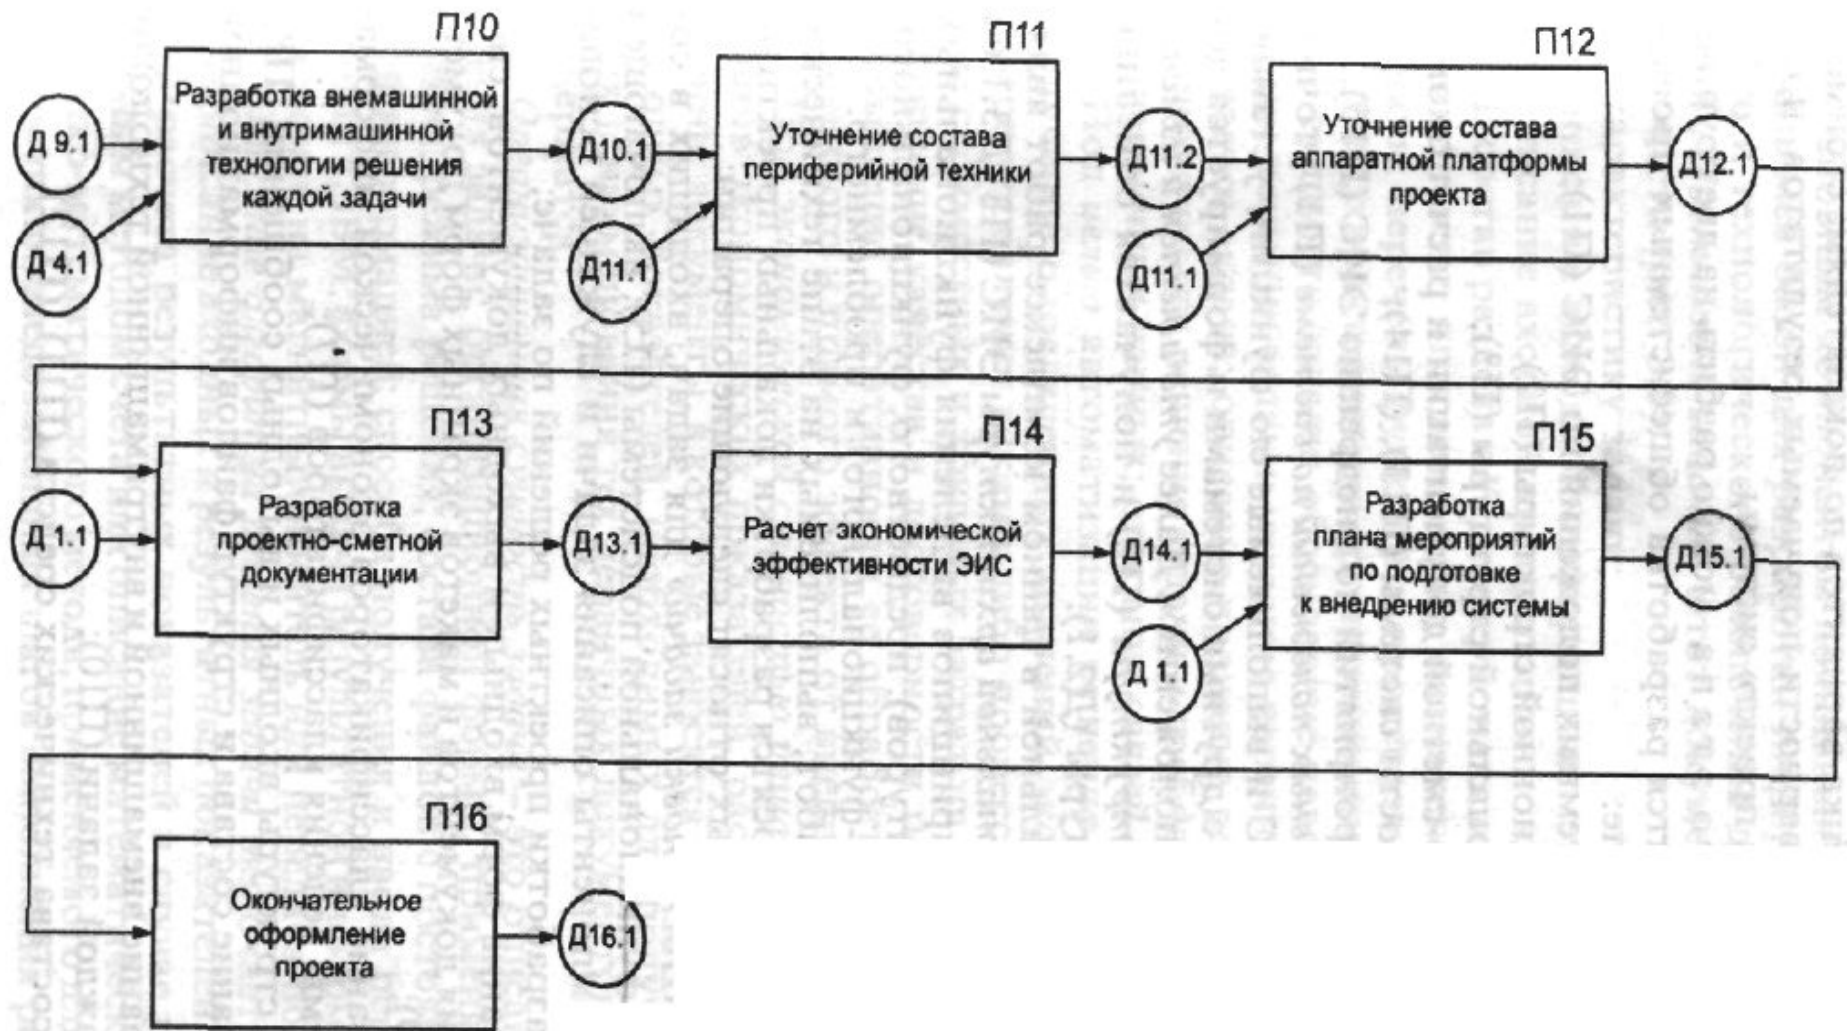 П10
Разработка внемашинной
и внутримашинной
технологии решения
каждой задачи
Д 9.1
Д 4.1
Д10.1
Д11.1
П11
Уточнение состава
периферийной техники
Д11.2
Д11.1
П12
Уточнение состава
аппаратной платформы
проекта
Д12.1
П13
Разработка
проектно-сметной
документации
Д 1.1
Д13.1
П14
Расчет экономической
эффективности ЭИС
Д14.1
Д 1.1
П15
Разработка
плана мероприятий
по подготовке
к внедрению системы
Д15.1
П16
Окончательное
оформление
проекта
Д16.1